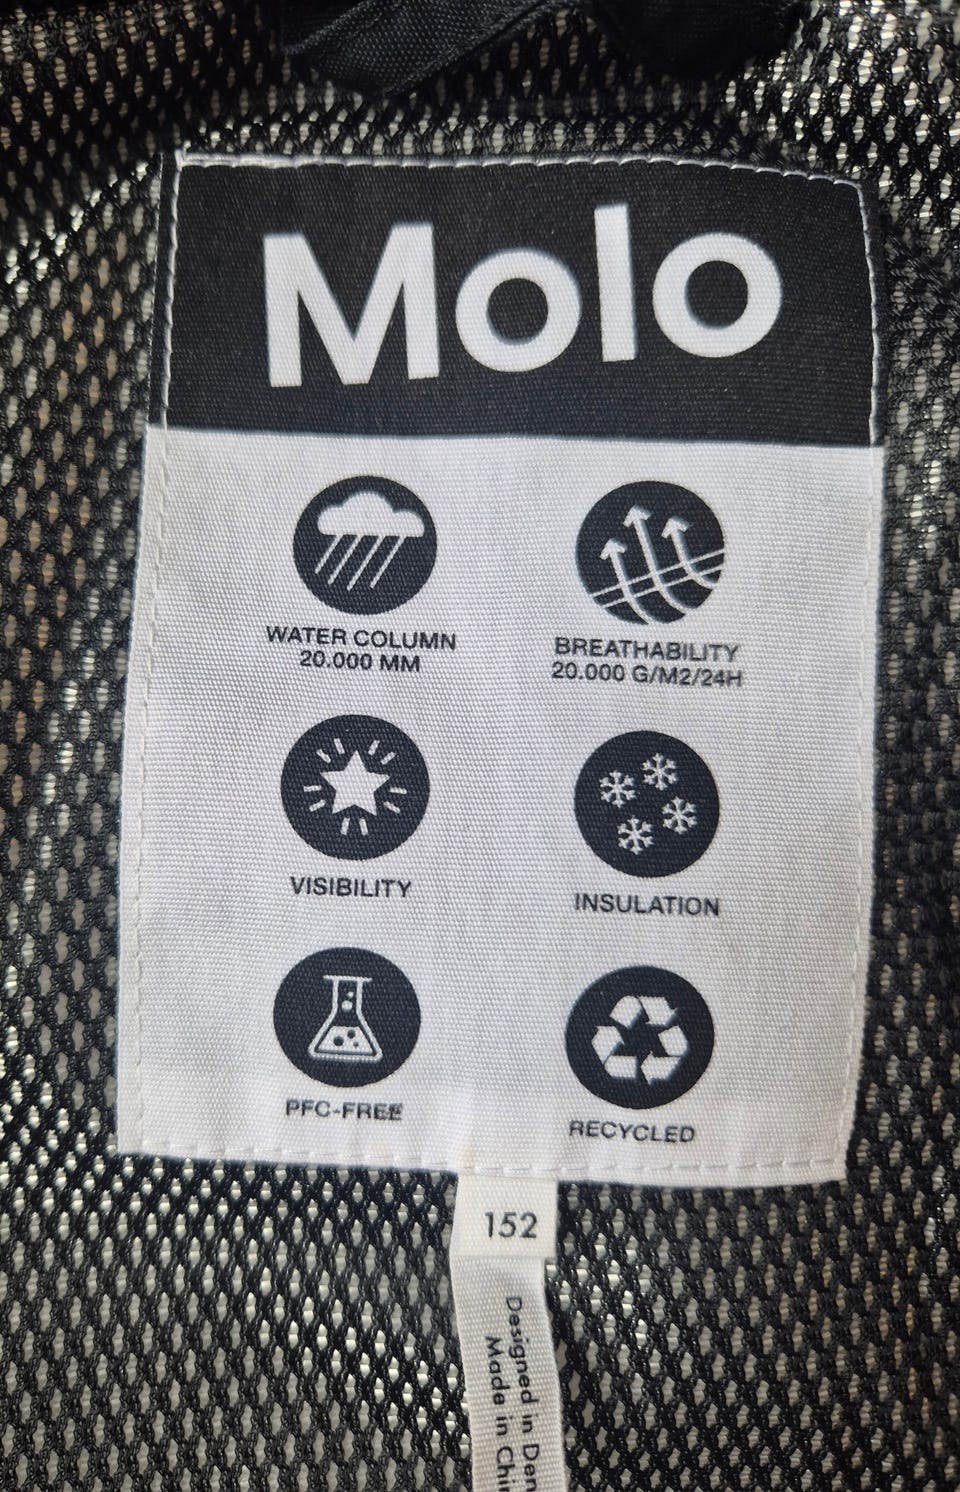 Molo
WATER COLUMN
20.000 MM
BREATHABILITY
20.000 G/M2/24H
VISIBILITY
INSULATION
PFC-FREE
RECYCLED
152
Designed in
Made in